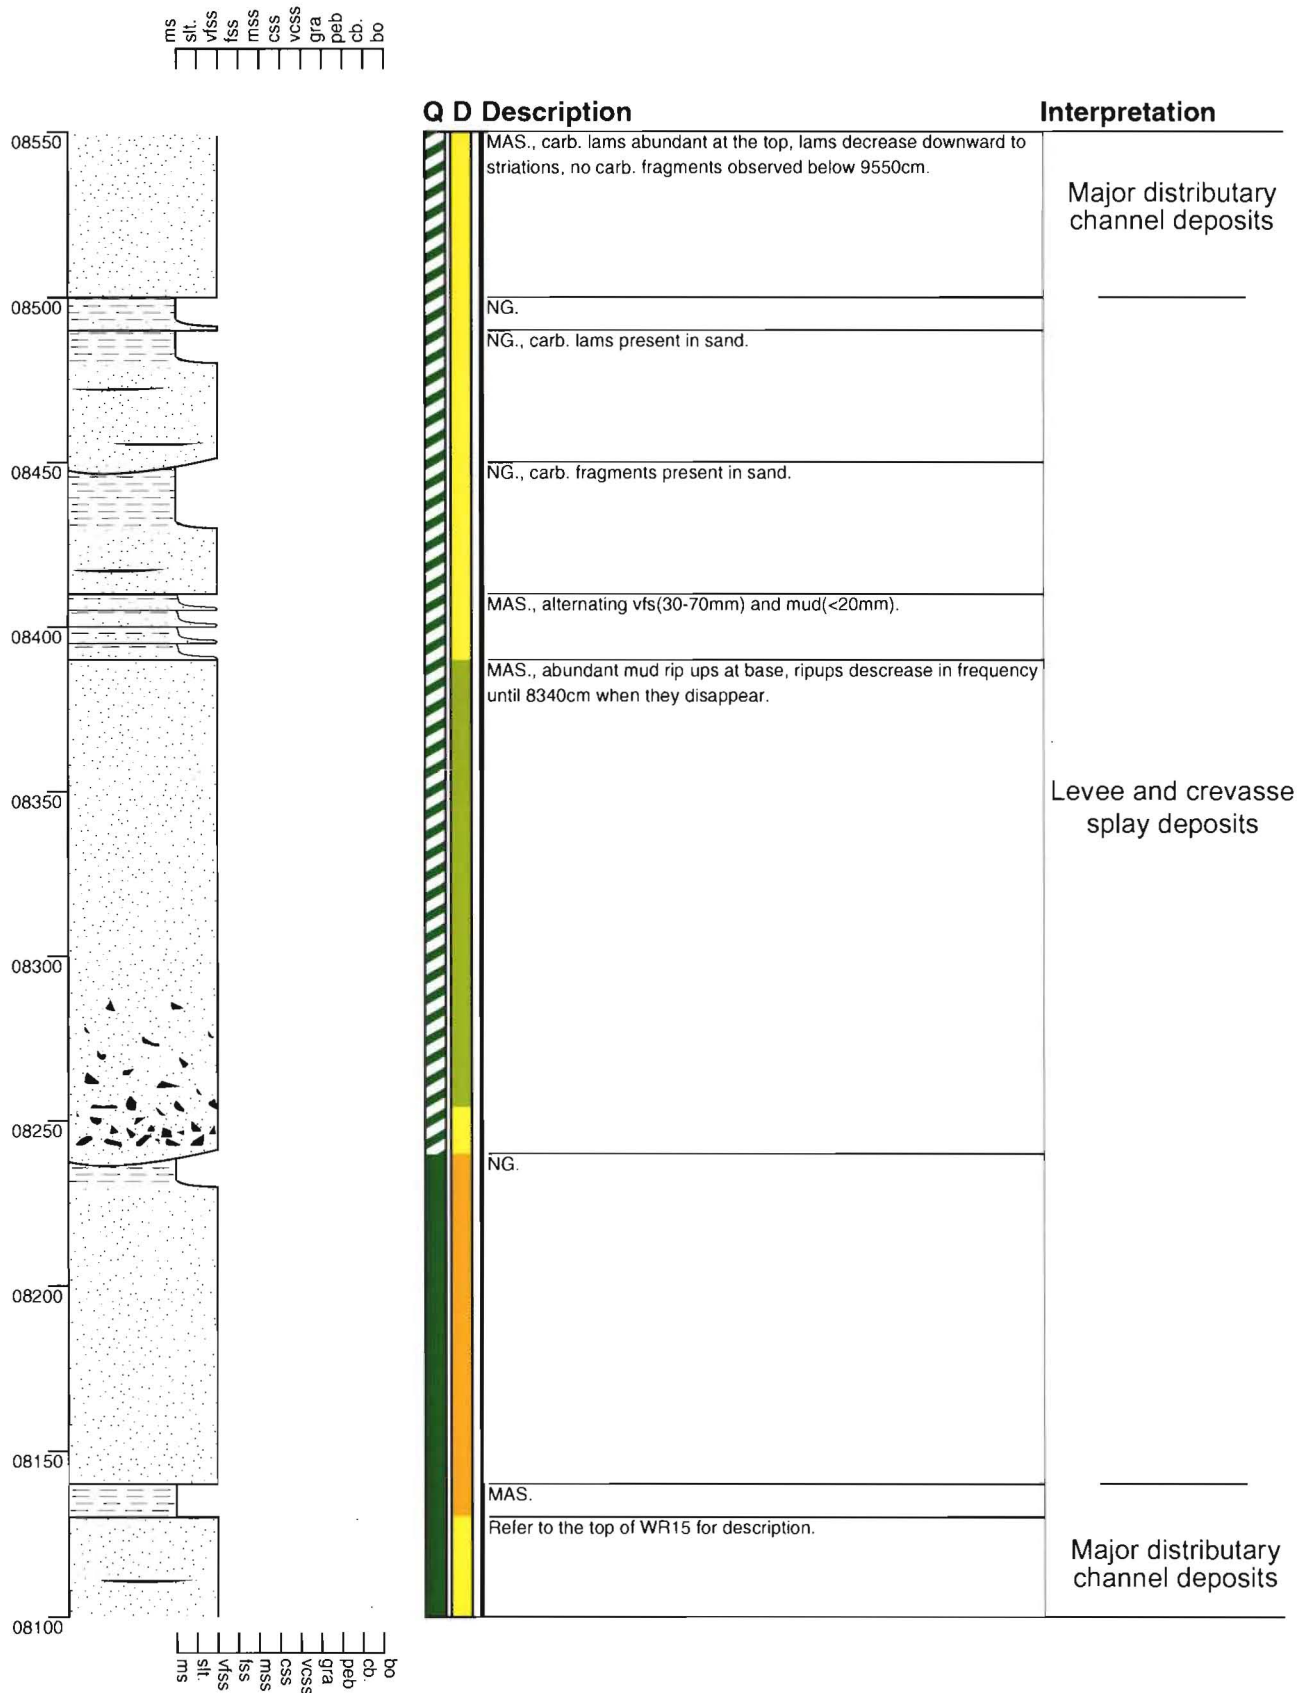 ms
slt.
vfss
fss
mss
css
vcss
gra
peb
cb.
bo
Q D Description Interpretation
08550
MAS., carb. lams abundant at the top, lams decrease downward to
striations, no carb. fragments observed below 9550cm.
Major distributary
channel deposits
08500
NG.
NG., carb. lams present in sand.
08450
NG., carb. fragments present in sand.
MAS., alternating vfs(30-70mm) and mud(<20mm).
08400
MAS., abundant mud rip ups at base, ripups descrease in frequency
until 8340cm when they disappear.
08350
Levee and crevasse
splay deposits
08300
08250
NG.
08200
08150
MAS.
Refer to the top of WR15 for description.
Major distributary
channel deposits
08100
ms
slt.
vfss
fss
mss
css
vcss
gra
peb
cb.
bo